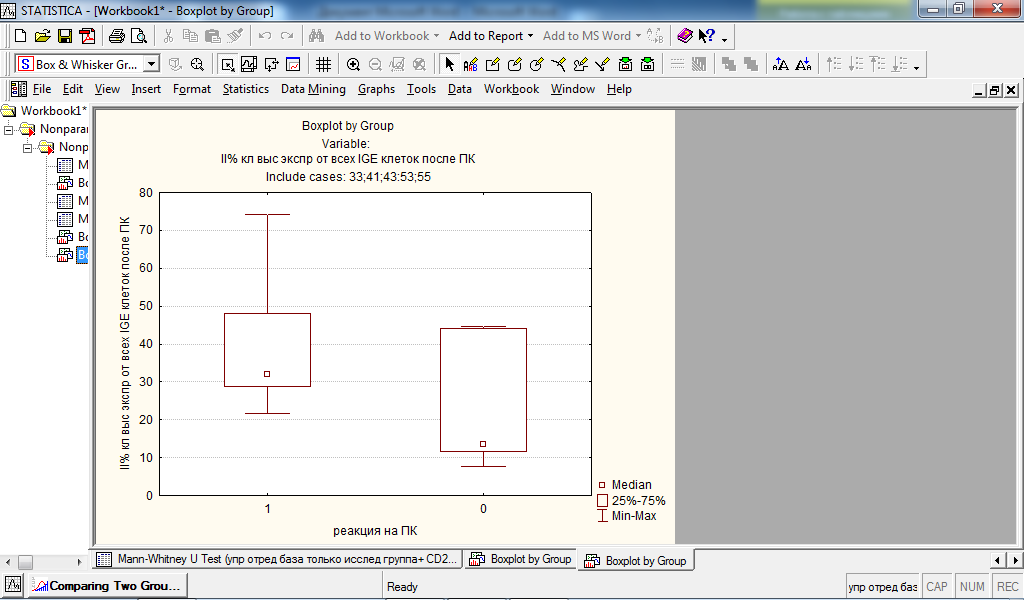 STATISTICA - [Workbook1* - Boxplot by Group]
Add to Workbook Add to Report Add to MS Word
Box & Whisker Gr...
File Edit View Insert Format Statistics Data Mining Graphs Tools Data Workbook Window Help
Workbook1*
Nonparar
Nonp
M
Bo
M
M
Bo
Bo
Boxplot by Group
Variable:
II% кл выс экспр от всех IGE клеток после ПК
Include cases: 33;41;43:53;55
II% кл выс экспр от всех IGE клеток после ПК
80
70
60
50
40
30
20
10
0
1 0
реакция на ПК
Median
25%-75%
Min-Max
Mann-Whitney U Test (упр отред база только исслед группа+ CD2... Boxplot by Group Boxplot by Group
Comparing Two Grou... Ready упр отред баз CAP NUM REC